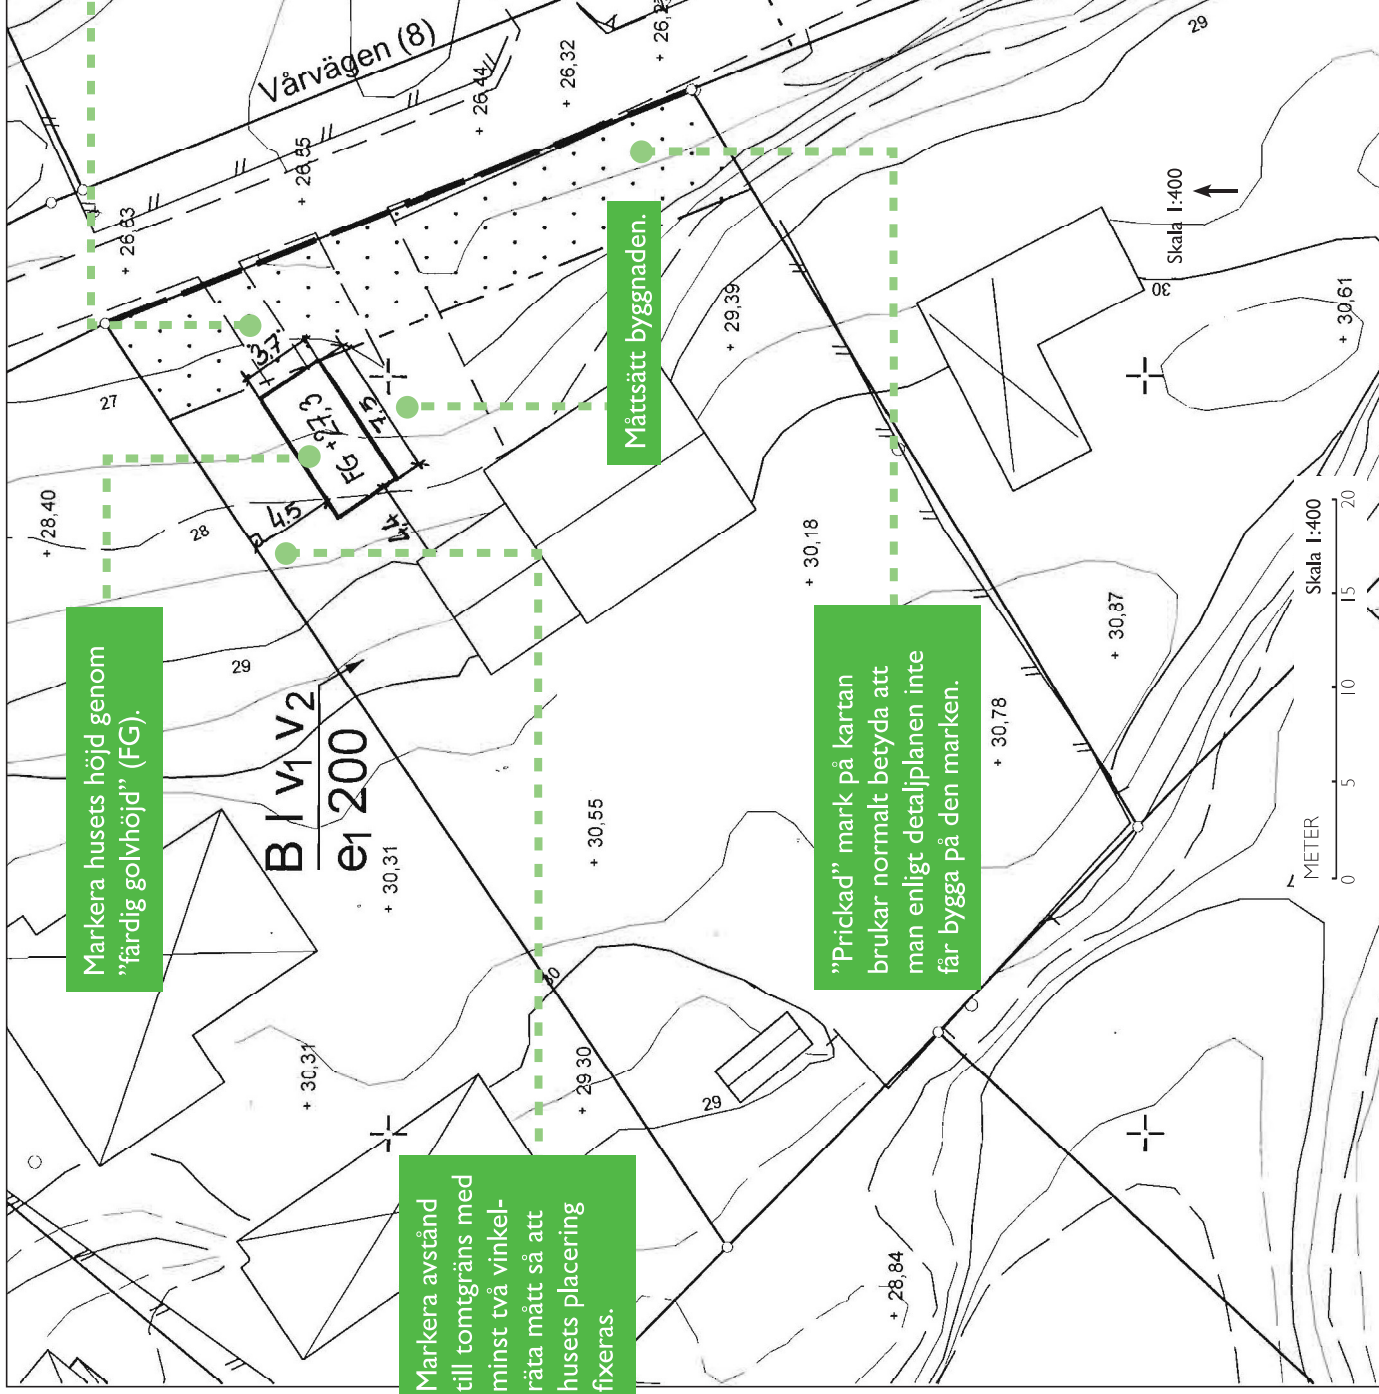 Markera husets höjd genom
”färdig golvhöjd” (FG).
Markera avstånd
till tomtgräns med
minst två vinkel-
räta mått så att
husets placering
fixeras.
Måttsätt byggnaden.
”Prickad” mark på kartan
brukar normalt betyda att
man enligt detaljplanen inte
får bygga på den marken.
Vårvägen (8)
B I v1 v2
e1 200
FG +27,3
3.7
7.5
4.5
4.4
+ 28,40
+ 26,63
+ 26,55
+ 26,44
+ 26,32
27
28
29
+ 30,31
+ 30,31
+ 30,55
+ 29 30
30
29
+ 29,39
+ 30,18
+ 30,78
+ 30,87
+ 30,61
30
29
+ 28,84
Skala 1:400
Skala 1:400
METER
0 5 10 15 20